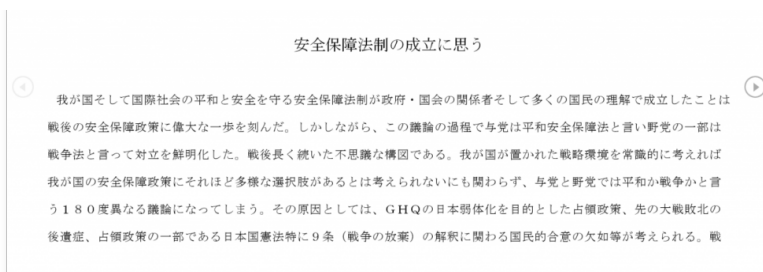 安全保障法制の成立に思う
我が国そして国際社会の平和と安全を守る安全保障法制が政府・国会の関係者そして多くの国民の理解で成立したことは
戦後の安全保障政策に偉大な一歩を刻んだ。しかしながら、この議論の過程で与党は平和安全保障法と言い野党の一部は
戦争法と言って対立を鮮明化した。戦後長く続いた不思議な構図である。我が国が置かれた戦略環境を常識的に考えれば
我が国の安全保障政策にそれほど多様な選択肢があるとは考えられないにも関わらず、与党と野党では平和か戦争かと言
う１８０度異なる議論になってしまう。その原因としては、ＧＨＱの日本弱体化を目的とした占領政策、先の大戦敗北の
後遺症、占領政策の一部である日本国憲法特に９条（戦争の放棄）の解釈に関わる国民的合意の欠如等が考えられる。戦